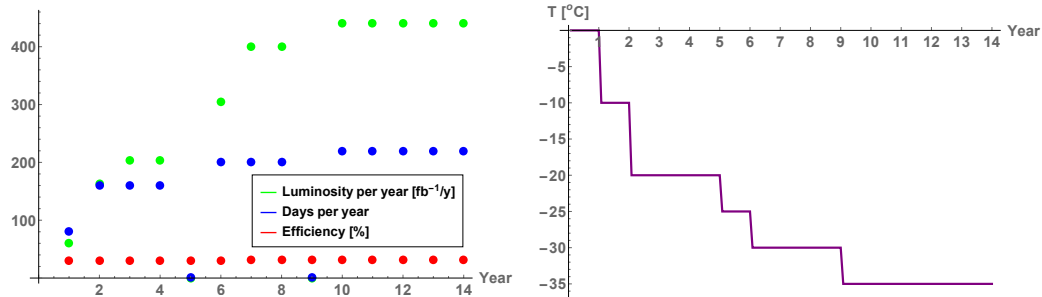 400
300
200
100
2 4 6 8 10 12 14
Year
Luminosity per year [fb⁻¹/y]
Days per year
Efficiency [%]
T [°C]
Year
1 2 3 4 5 6 7 8 9 10 11 12 13 14
−5
−10
−15
−20
−25
−30
−35